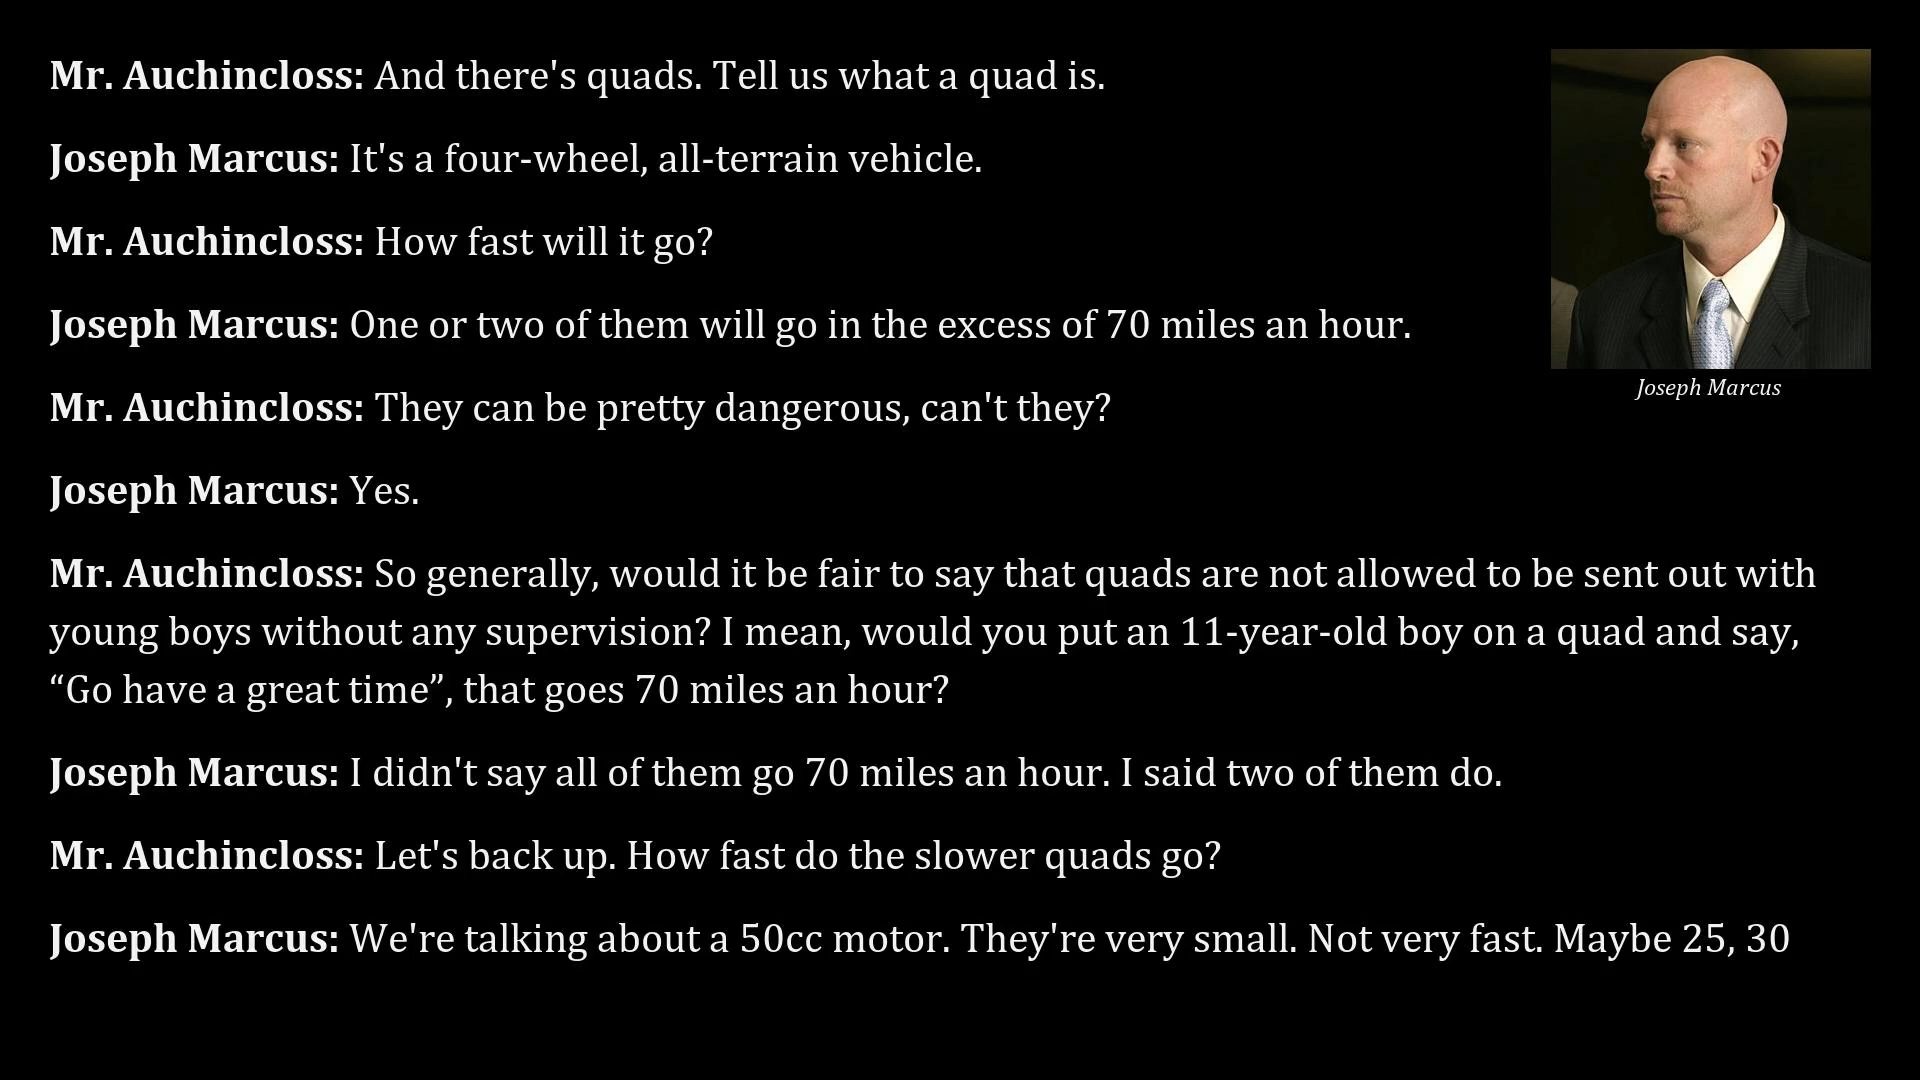 Mr. Auchincloss: And there's quads. Tell us what a quad is.
Joseph Marcus: It's a four-wheel, all-terrain vehicle.
Mr. Auchincloss: How fast will it go?
Joseph Marcus: One or two of them will go in the excess of 70 miles an hour.
Joseph Marcus
Mr. Auchincloss: They can be pretty dangerous, can't they?
Joseph Marcus: Yes.
Mr. Auchincloss: So generally, would it be fair to say that quads are not allowed to be sent out with
young boys without any supervision? I mean, would you put an 11-year-old boy on a quad and say,
“Go have a great time”, that goes 70 miles an hour?
Joseph Marcus: I didn't say all of them go 70 miles an hour. I said two of them do.
Mr. Auchincloss: Let's back up. How fast do the slower quads go?
Joseph Marcus: We're talking about a 50cc motor. They're very small. Not very fast. Maybe 25, 30